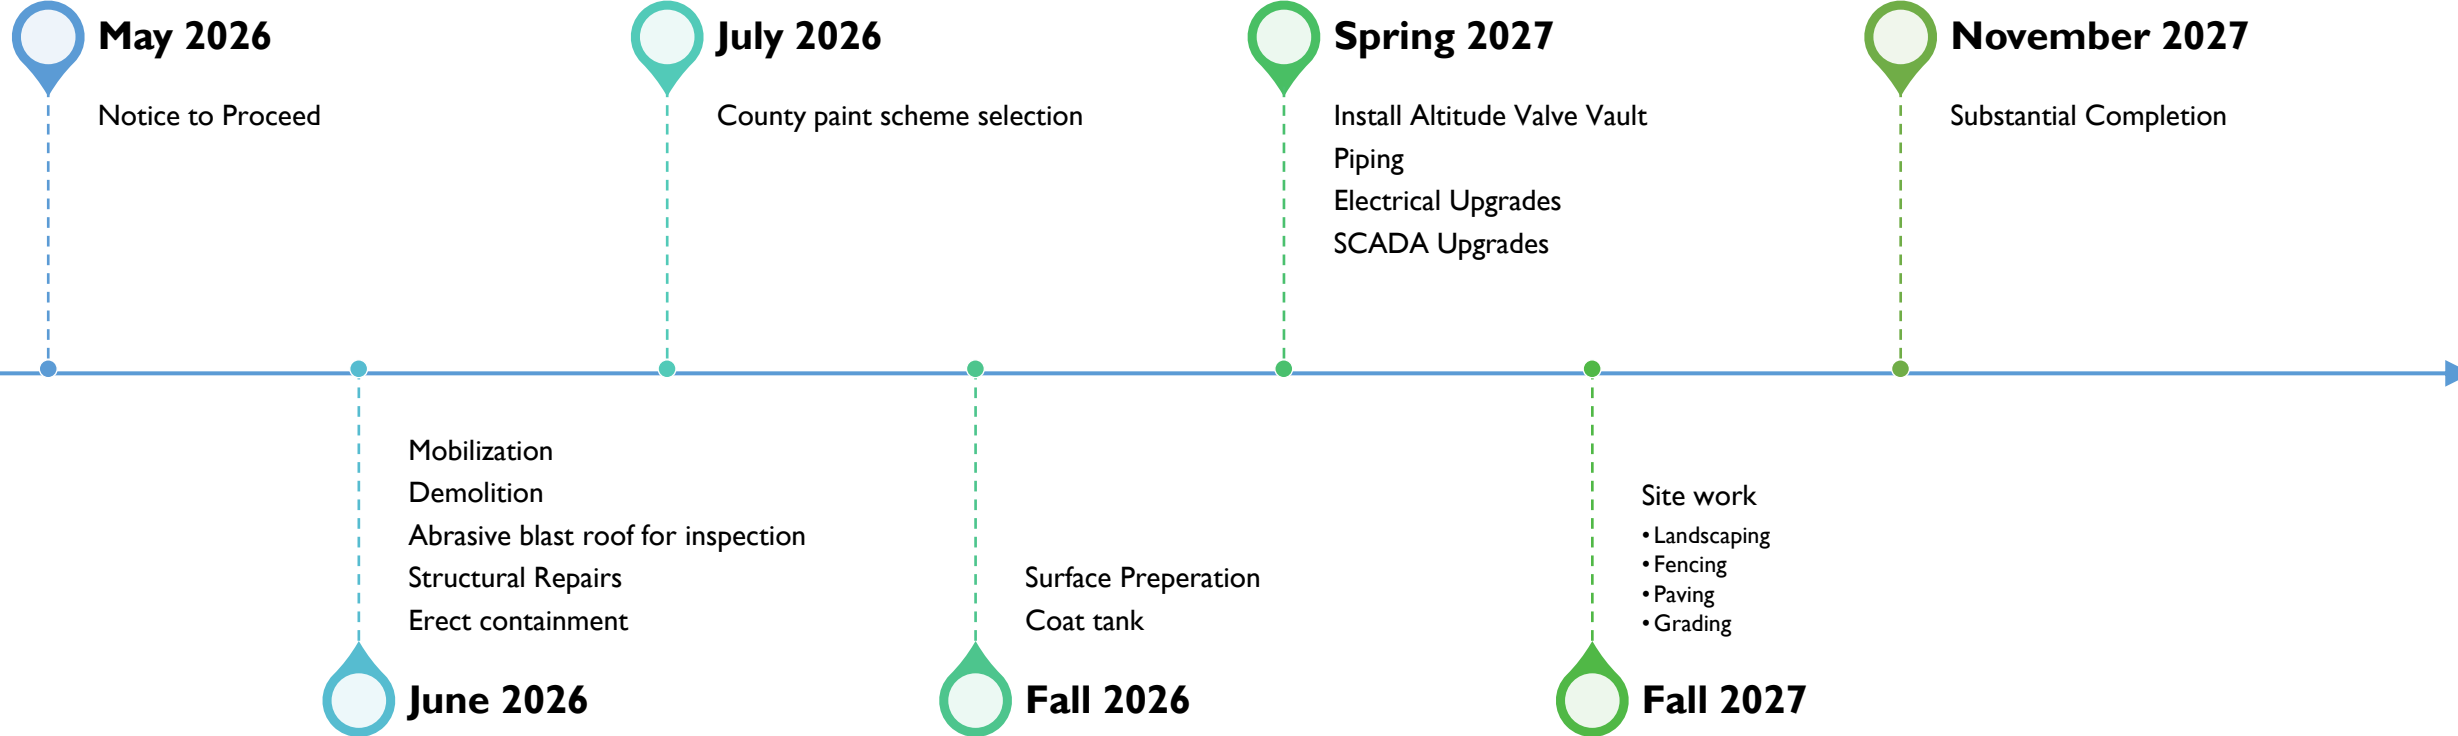 May 2026
Notice to Proceed
July 2026
County paint scheme selection
Spring 2027
Install Altitude Valve Vault
Piping
Electrical Upgrades
SCADA Upgrades
November 2027
Substantial Completion
Mobilization
Demolition
Abrasive blast roof for inspection
Structural Repairs
Erect containment
June 2026
Surface Preperation
Coat tank
Fall 2026
Site work
• Landscaping
• Fencing
• Paving
• Grading
Fall 2027